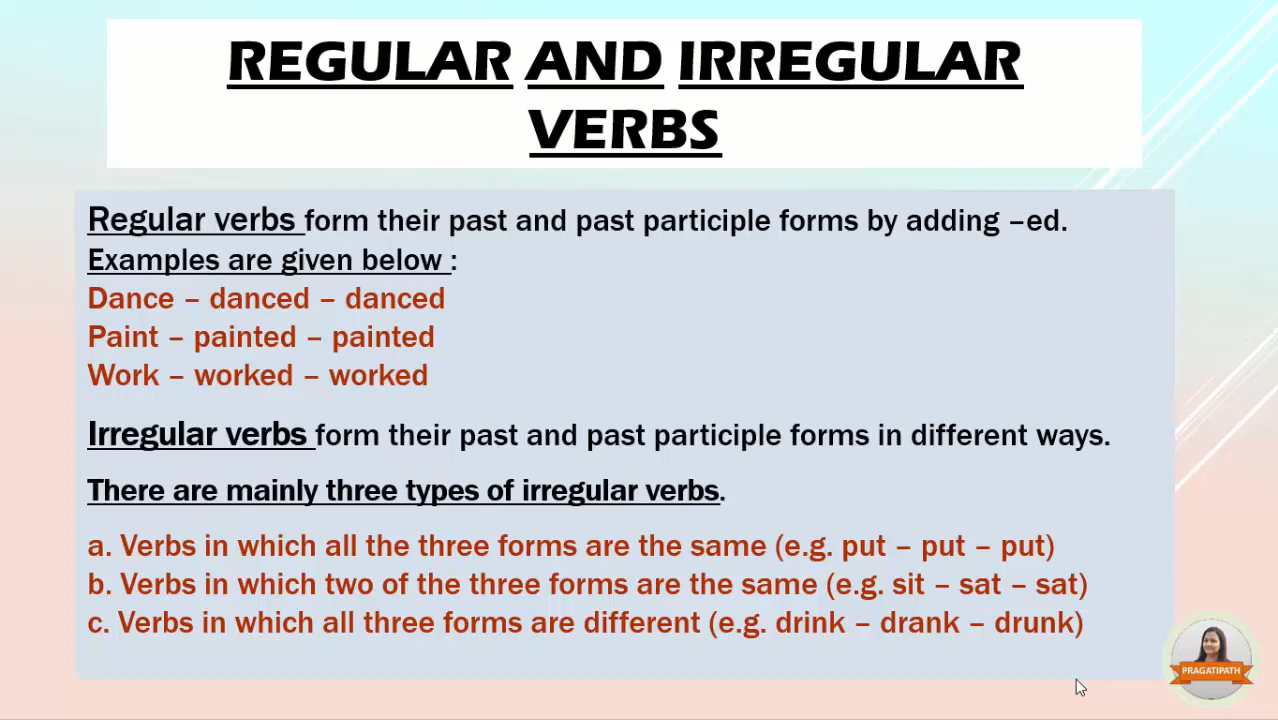 REGULAR AND IRREGULAR
VERBS
Regular verbs form their past and past participle forms by adding –ed.
Examples are given below :
Dance – danced – danced
Paint – painted – painted
Work – worked – worked
Irregular verbs form their past and past participle forms in different ways.
There are mainly three types of irregular verbs.
a. Verbs in which all the three forms are the same (e.g. put – put – put)
b. Verbs in which two of the three forms are the same (e.g. sit – sat – sat)
c. Verbs in which all three forms are different (e.g. drink – drank – drunk)
PRAGATIPATH